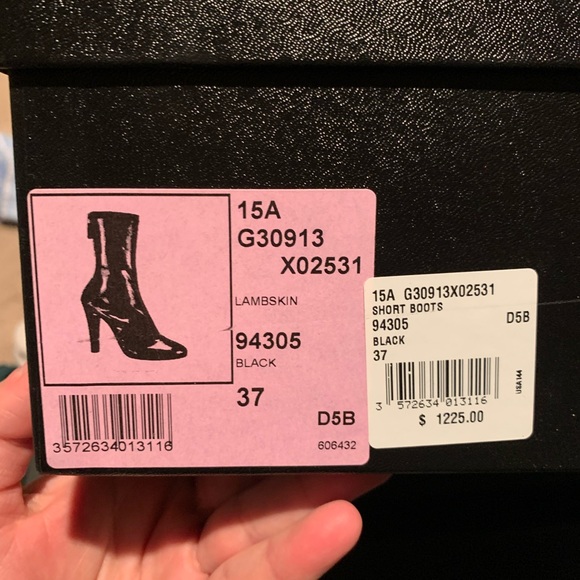 15A
G30913
X02531
LAMBSKIN
94305
BLACK
37
D5B
3572634013116
606432
15A G30913X02531
SHORT BOOTS
94305 D5B
BLACK
37
USA144
3 572634 013116
$ 1225.00